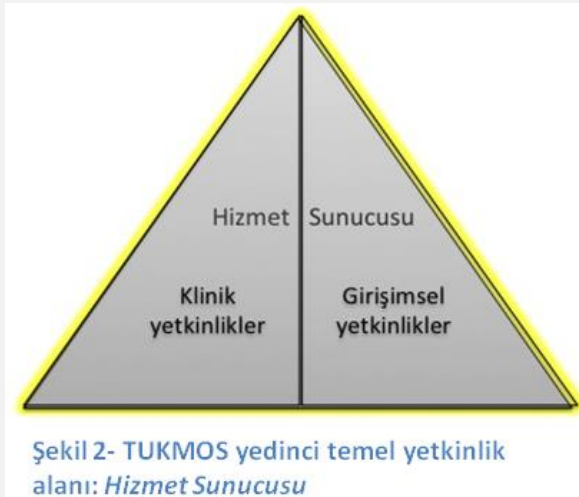 Hizmet Sunucusu
Klinik yetkinlikler
Girişimsel yetkinlikler
Şekil 2- TUKMOS yedinci temel yetkinlik
alanı: Hizmet Sunucusu